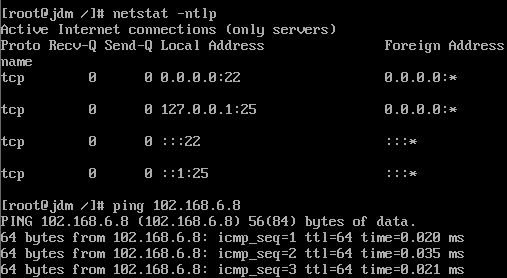 [root@jdm /]# netstat -ntlp
Active Internet connections (only servers)
Proto Recv-Q Send-Q Local Address Foreign Address
name
tcp 0 0 0.0.0.0:22 0.0.0.0:*
tcp 0 0 127.0.0.1:25 0.0.0.0:*
tcp 0 0 :::22 :::*
tcp 0 0 ::1:25 :::*
[root@jdm /]# ping 102.168.6.8
PING 102.168.6.8 (102.168.6.8) 56(84) bytes of data.
64 bytes from 102.168.6.8: icmp_seq=1 ttl=64 time=0.020 ms
64 bytes from 102.168.6.8: icmp_seq=2 ttl=64 time=0.035 ms
64 bytes from 102.168.6.8: icmp_seq=3 ttl=64 time=0.021 ms